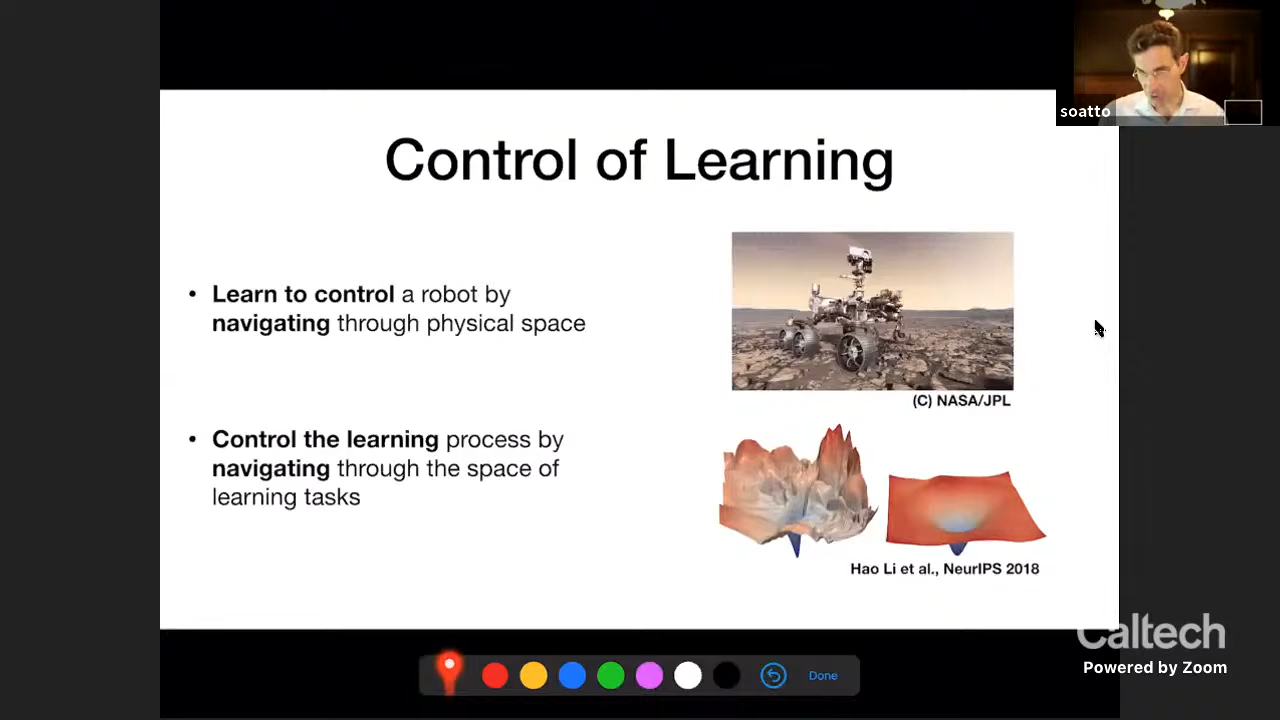 soatto
Control of Learning
• Learn to control a robot by
navigating through physical space
(C) NASA/JPL
• Control the learning process by
navigating through the space of
learning tasks
Hao Li et al., NeurIPS 2018
Caltech
Powered by Zoom
Done